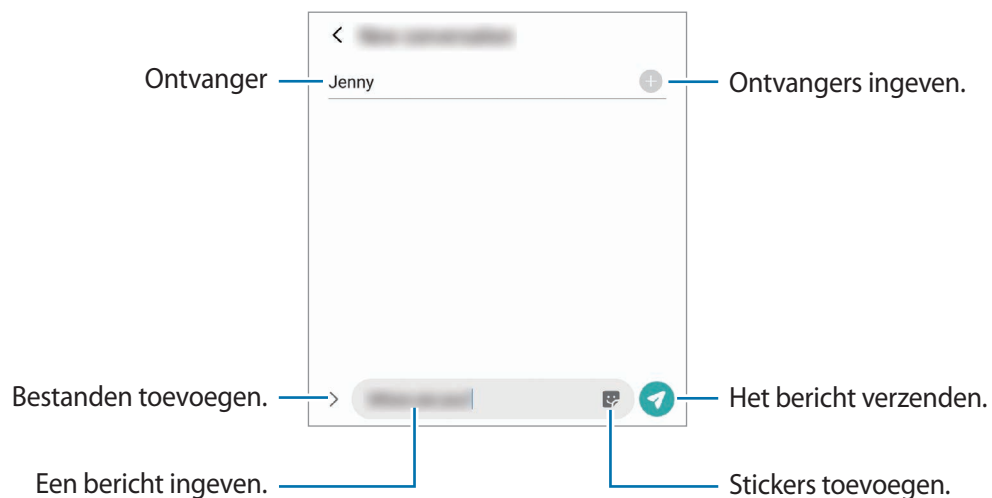 Ontvanger
Jenny
Ontvangers ingeven.
Bestanden toevoegen.
Het bericht verzenden.
Een bericht ingeven.
Stickers toevoegen.